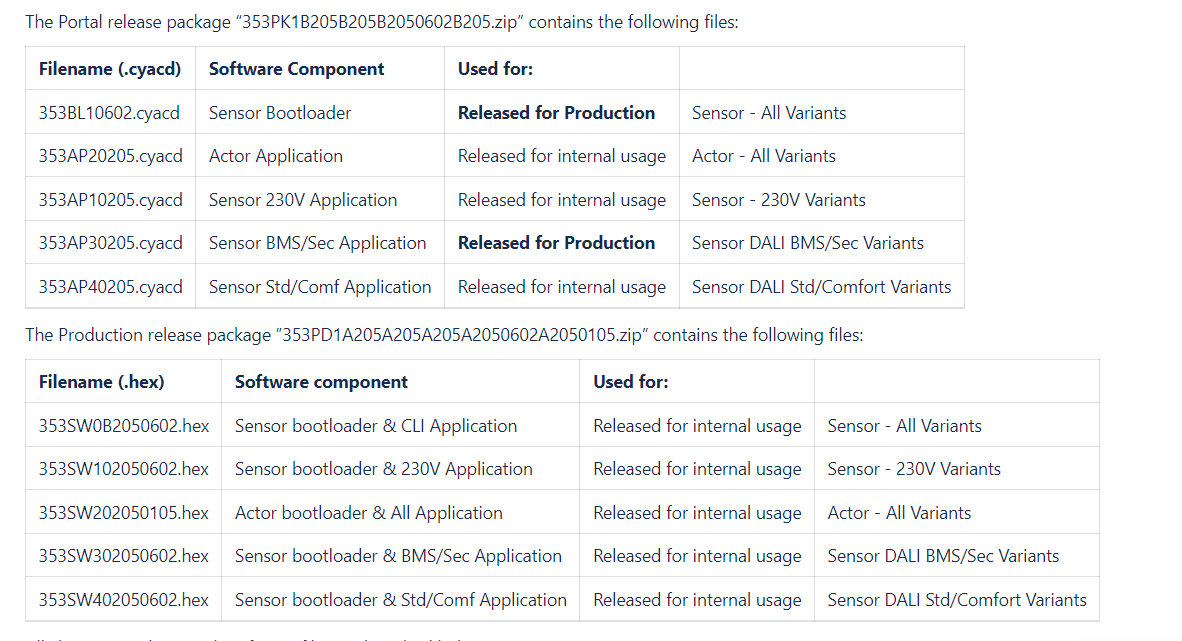 The Portal release package “353PK1B205B205B2050602B205.zip” contains the following files:
Filename (.cyacd) Software Component Used for:
353BL10602.cyacd Sensor Bootloader Released for Production Sensor - All Variants
353AP20205.cyacd Actor Application Released for internal usage Actor - All Variants
353AP10205.cyacd Sensor 230V Application Released for internal usage Sensor - 230V Variants
353AP30205.cyacd Sensor BMS/Sec Application Released for Production Sensor DALI BMS/Sec Variants
353AP40205.cyacd Sensor Std/Comf Application Released for internal usage Sensor DALI Std/Comfort Variants
The Production release package “353PD1A205A205A205A2050602A2050105.zip” contains the following files:
Filename (.hex) Software component Used for:
353SW0B2050602.hex Sensor bootloader & CLI Application Released for internal usage Sensor - All Variants
353SW102050602.hex Sensor bootloader & 230V Application Released for internal usage Sensor - 230V Variants
353SW202050105.hex Actor bootloader & All Application Released for internal usage Actor - All Variants
353SW302050602.hex Sensor bootloader & BMS/Sec Application Released for internal usage Sensor DALI BMS/Sec Variants
353SW402050602.hex Sensor bootloader & Std/Comf Application Released for internal usage Sensor DALI Std/Comfort Variants